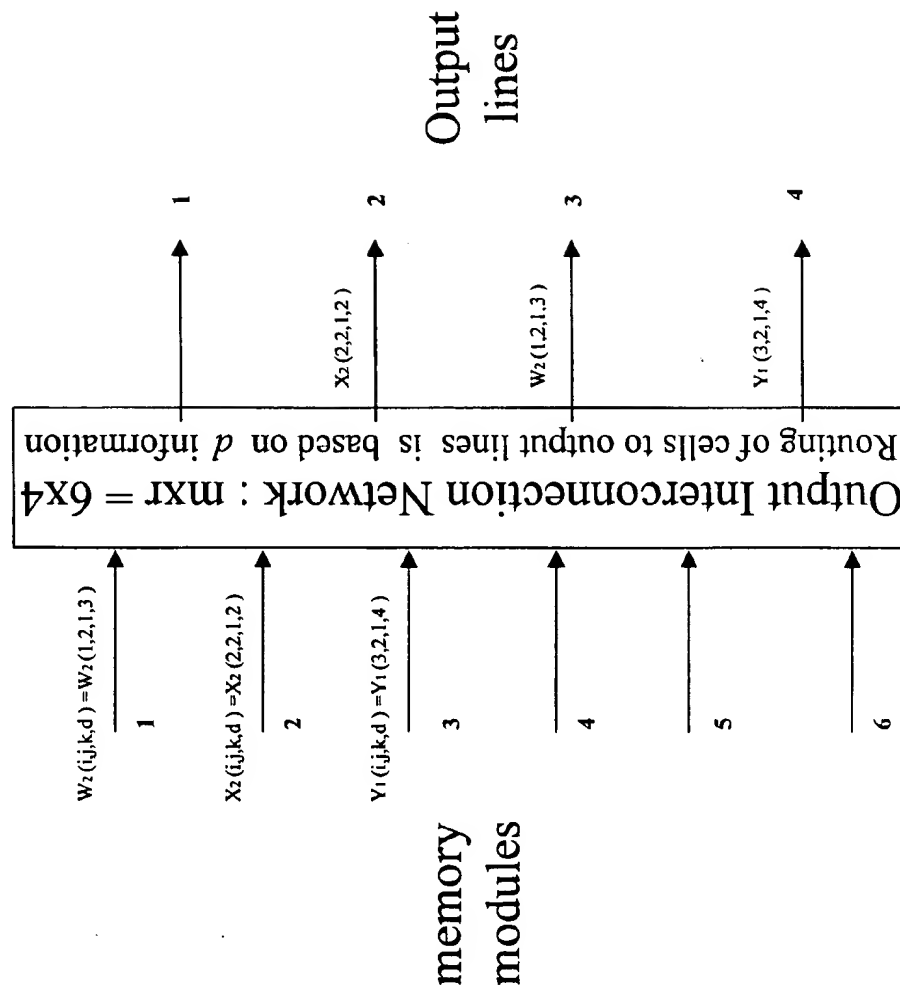 memory
modules
W2 (i,j,k,d ) =W2 (1,2,1,3 )
1
X2 (i,j,k,d ) =X2 (2,2,1,2 )
2
Y1 (i,j,k,d ) =Y1 (3,2,1,4 )
3
4
5
6
Output Interconnection Network : mxr = 6x4
Routing of cells to output lines is based on d information
1
X2 (2,2,1,2 )
2
W2 (1,2,1,3 )
3
Y1 (3,2,1,4 )
4
Output
lines